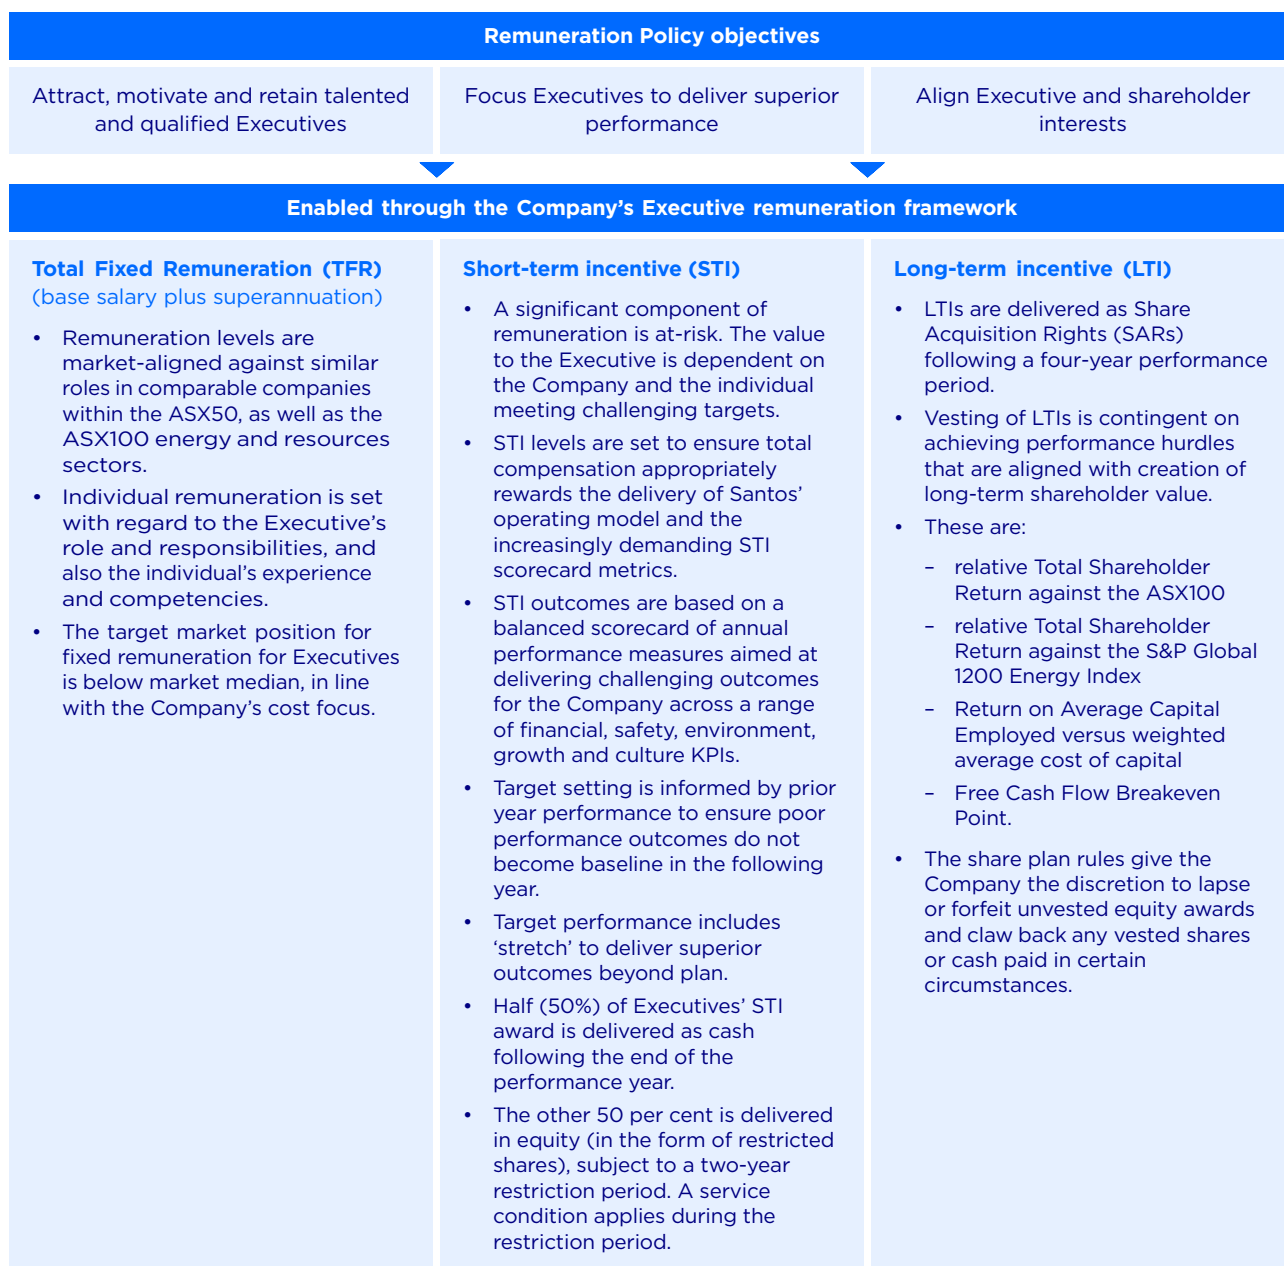 Remuneration Policy objectives
Attract, motivate and retain talented
and qualified Executives
Focus Executives to deliver superior
performance
Align Executive and shareholder
interests
Enabled through the Company’s Executive remuneration framework
Total Fixed Remuneration (TFR)
(base salary plus superannuation)
• Remuneration levels are
market-aligned against similar
roles in comparable companies
within the ASX50, as well as the
ASX100 energy and resources
sectors.
• Individual remuneration is set
with regard to the Executive’s
role and responsibilities, and
also the individual’s experience
and competencies.
• The target market position for
fixed remuneration for Executives
is below market median, in line
with the Company’s cost focus.
Short-term incentive (STI)
• A significant component of
remuneration is at-risk. The value
to the Executive is dependent on
the Company and the individual
meeting challenging targets.
• STI levels are set to ensure total
compensation appropriately
rewards the delivery of Santos’
operating model and the
increasingly demanding STI
scorecard metrics.
• STI outcomes are based on a
balanced scorecard of annual
performance measures aimed at
delivering challenging outcomes
for the Company across a range
of financial, safety, environment,
growth and culture KPIs.
• Target setting is informed by prior
year performance to ensure poor
performance outcomes do not
become baseline in the following
year.
• Target performance includes
‘stretch’ to deliver superior
outcomes beyond plan.
• Half (50%) of Executives’ STI
award is delivered as cash
following the end of the
performance year.
• The other 50 per cent is delivered
in equity (in the form of restricted
shares), subject to a two-year
restriction period. A service
condition applies during the
restriction period.
Long-term incentive (LTI)
• LTIs are delivered as Share
Acquisition Rights (SARs)
following a four-year performance
period.
• Vesting of LTIs is contingent on
achieving performance hurdles
that are aligned with creation of
long-term shareholder value.
• These are:
– relative Total Shareholder
Return against the ASX100
– relative Total Shareholder
Return against the S&P Global
1200 Energy Index
– Return on Average Capital
Employed versus weighted
average cost of capital
– Free Cash Flow Breakeven
Point.
• The share plan rules give the
Company the discretion to lapse
or forfeit unvested equity awards
and claw back any vested shares
or cash paid in certain
circumstances.